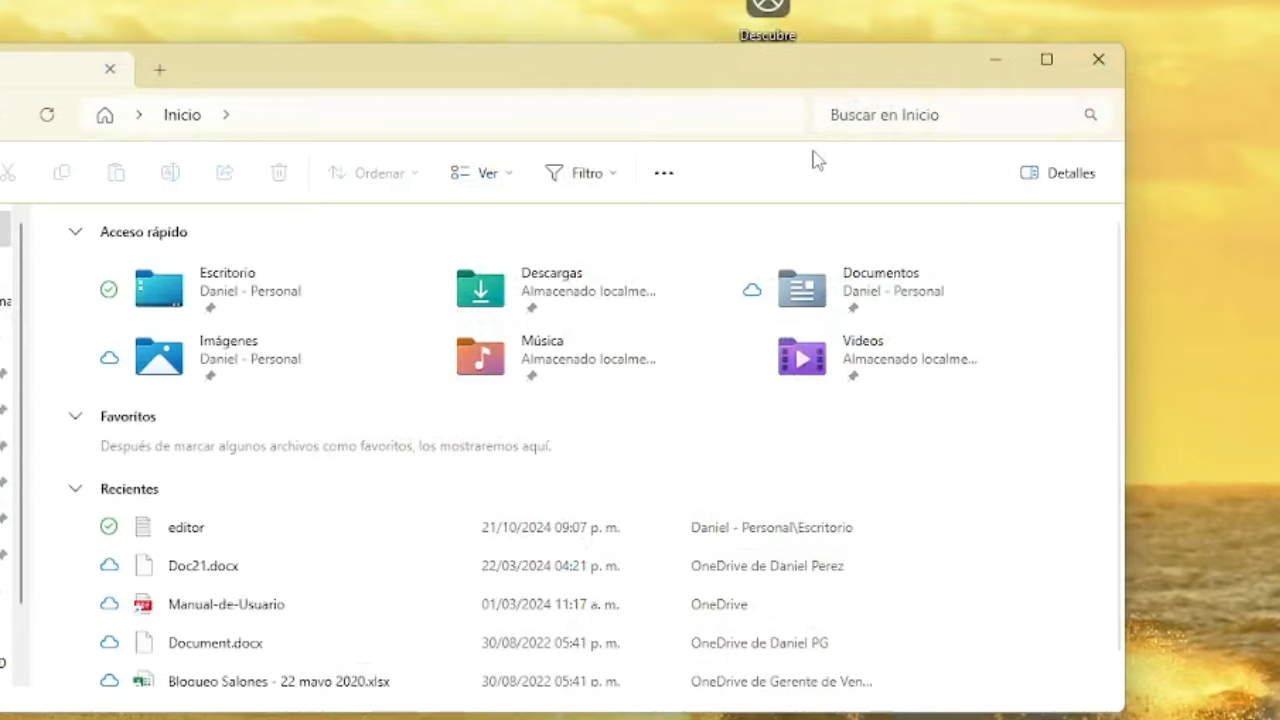 Descubre
Inicio
Buscar en Inicio
Ordenar
Ver
Filtro
Detalles
Acceso rápido
Escritorio
Daniel - Personal
Descargas
Almacenado localme...
Documentos
Daniel - Personal
Imágenes
Daniel - Personal
Música
Almacenado localme...
Videos
Almacenado localme...
Favoritos
Después de marcar algunos archivos como favoritos, los mostraremos aquí.
Recientes
editor 21/10/2024 09:07 p. m. Daniel - Personal\Escritorio
Doc21.docx 22/03/2024 04:21 p. m. OneDrive de Daniel Perez
Manual-de-Usuario 01/03/2024 11:17 a. m. OneDrive
Document.docx 30/08/2022 05:41 p. m. OneDrive de Daniel PG
Bloqueo Salones - 22 mayo 2020.xlsx 30/08/2022 05:41 p. m. OneDrive de Gerente de Ven...